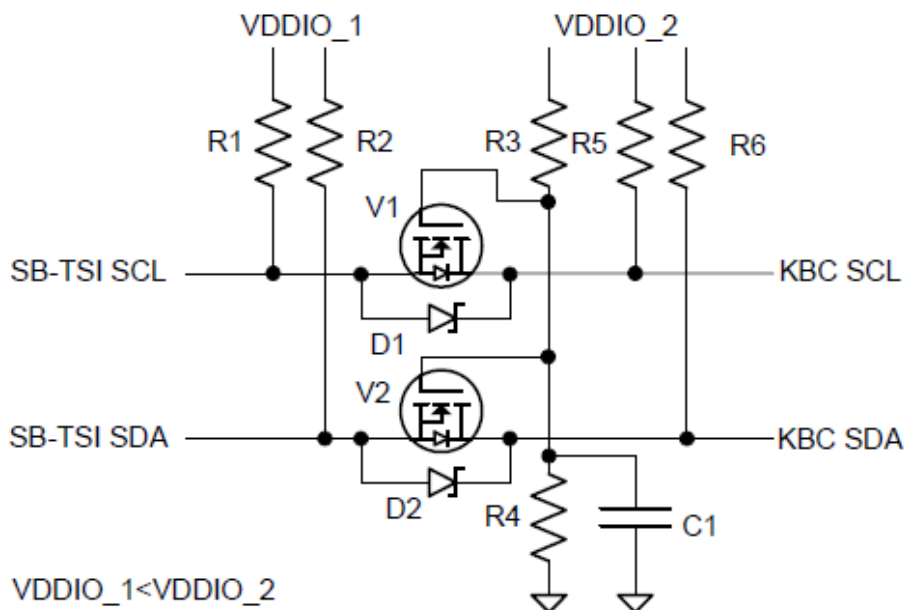 VDDIO_1 VDDIO_2
R1 R2 R3 R5 R6
V1
SB-TSI SCL KBC SCL
D1
V2
SB-TSI SDA KBC SDA
D2 R4 C1
VDDIO_1<VDDIO_2